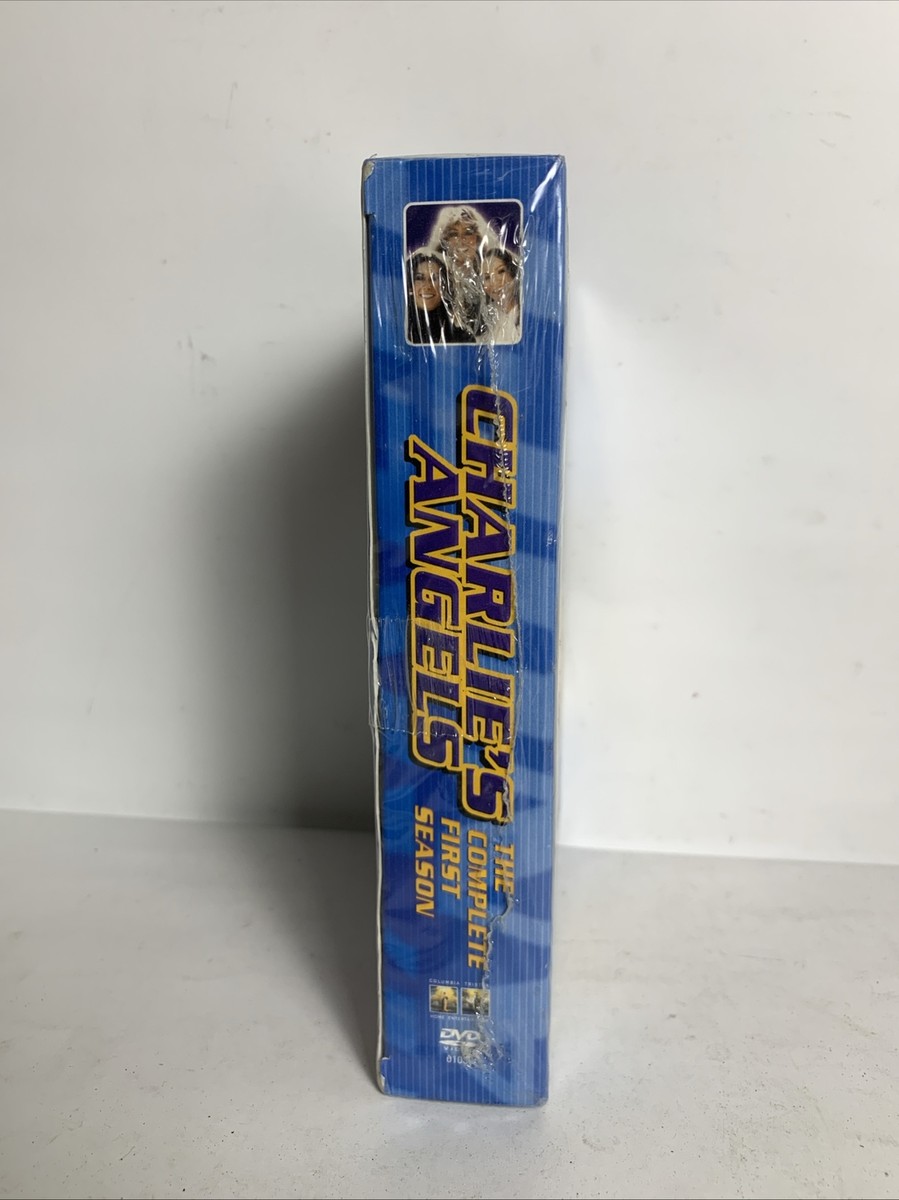 CHARLIE'S
ANGELS
THE
COMPLETE
FIRST
SEASON
DVD